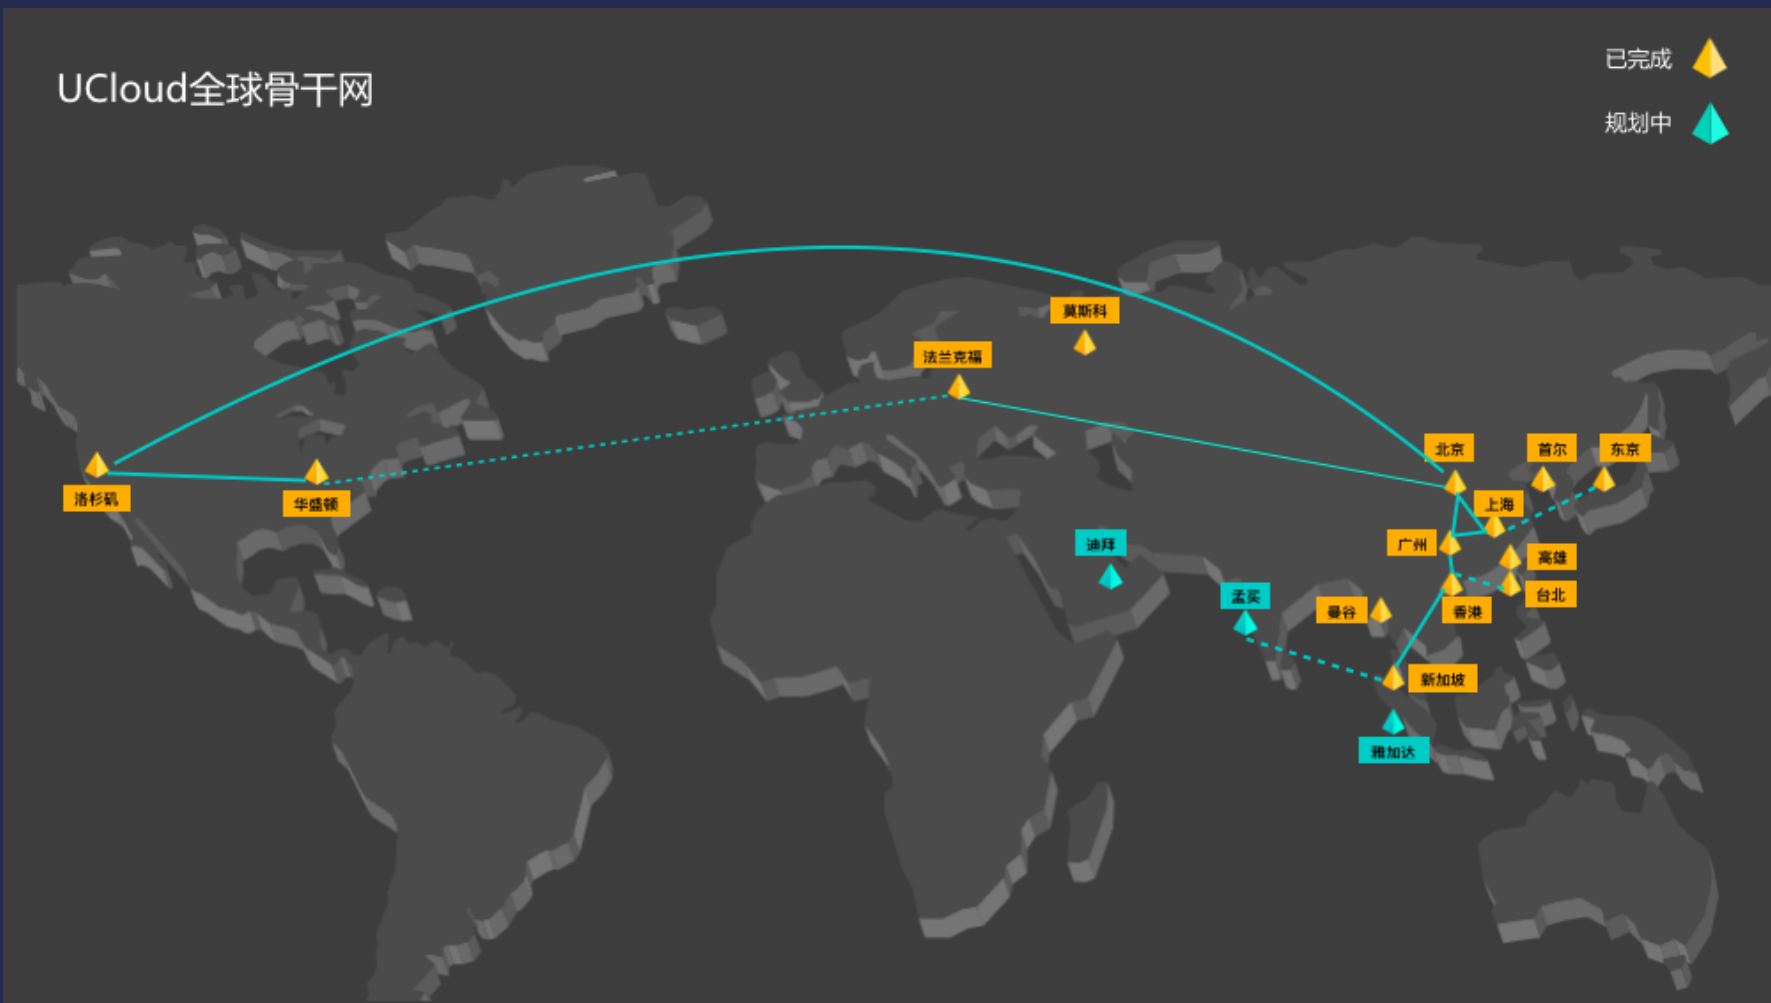 已完成
UCloud全球骨干网
规划中
莫斯科
法兰克福
北京
首尔
东京
洛杉矶
华盛顿
上海
迪拜
广州
高雄
孟买
台北
曼谷
香港
新加坡
雅加达